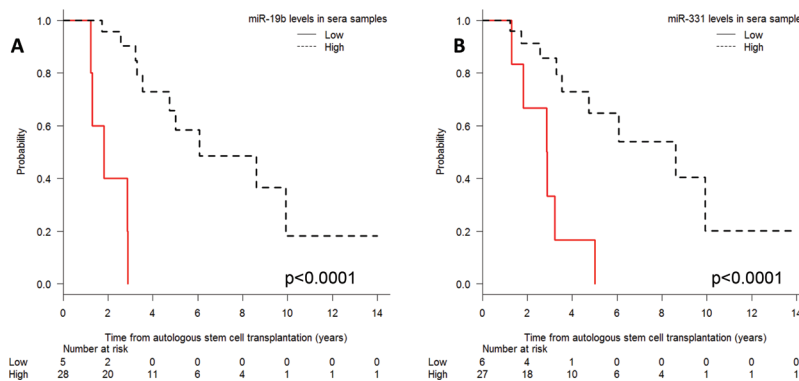 A
miR-19b levels in sera samples
Low
High
Probability
1.0
0.8
0.6
0.4
0.2
0.0
p<0.0001
0 2 4 6 8 10 12 14
Time from autologous stem cell transplantation (years)
Number at risk
Low 5 2 0 0 0 0 0 0
High 28 20 11 6 4 1 1 1
B
miR-331 levels in sera samples
Low
High
Probability
1.0
0.8
0.6
0.4
0.2
0.0
p<0.0001
0 2 4 6 8 10 12 14
Time from autologous stem cell transplantation (years)
Number at risk
Low 6 4 1 0 0 0 0 0
High 27 18 10 6 4 1 1 1